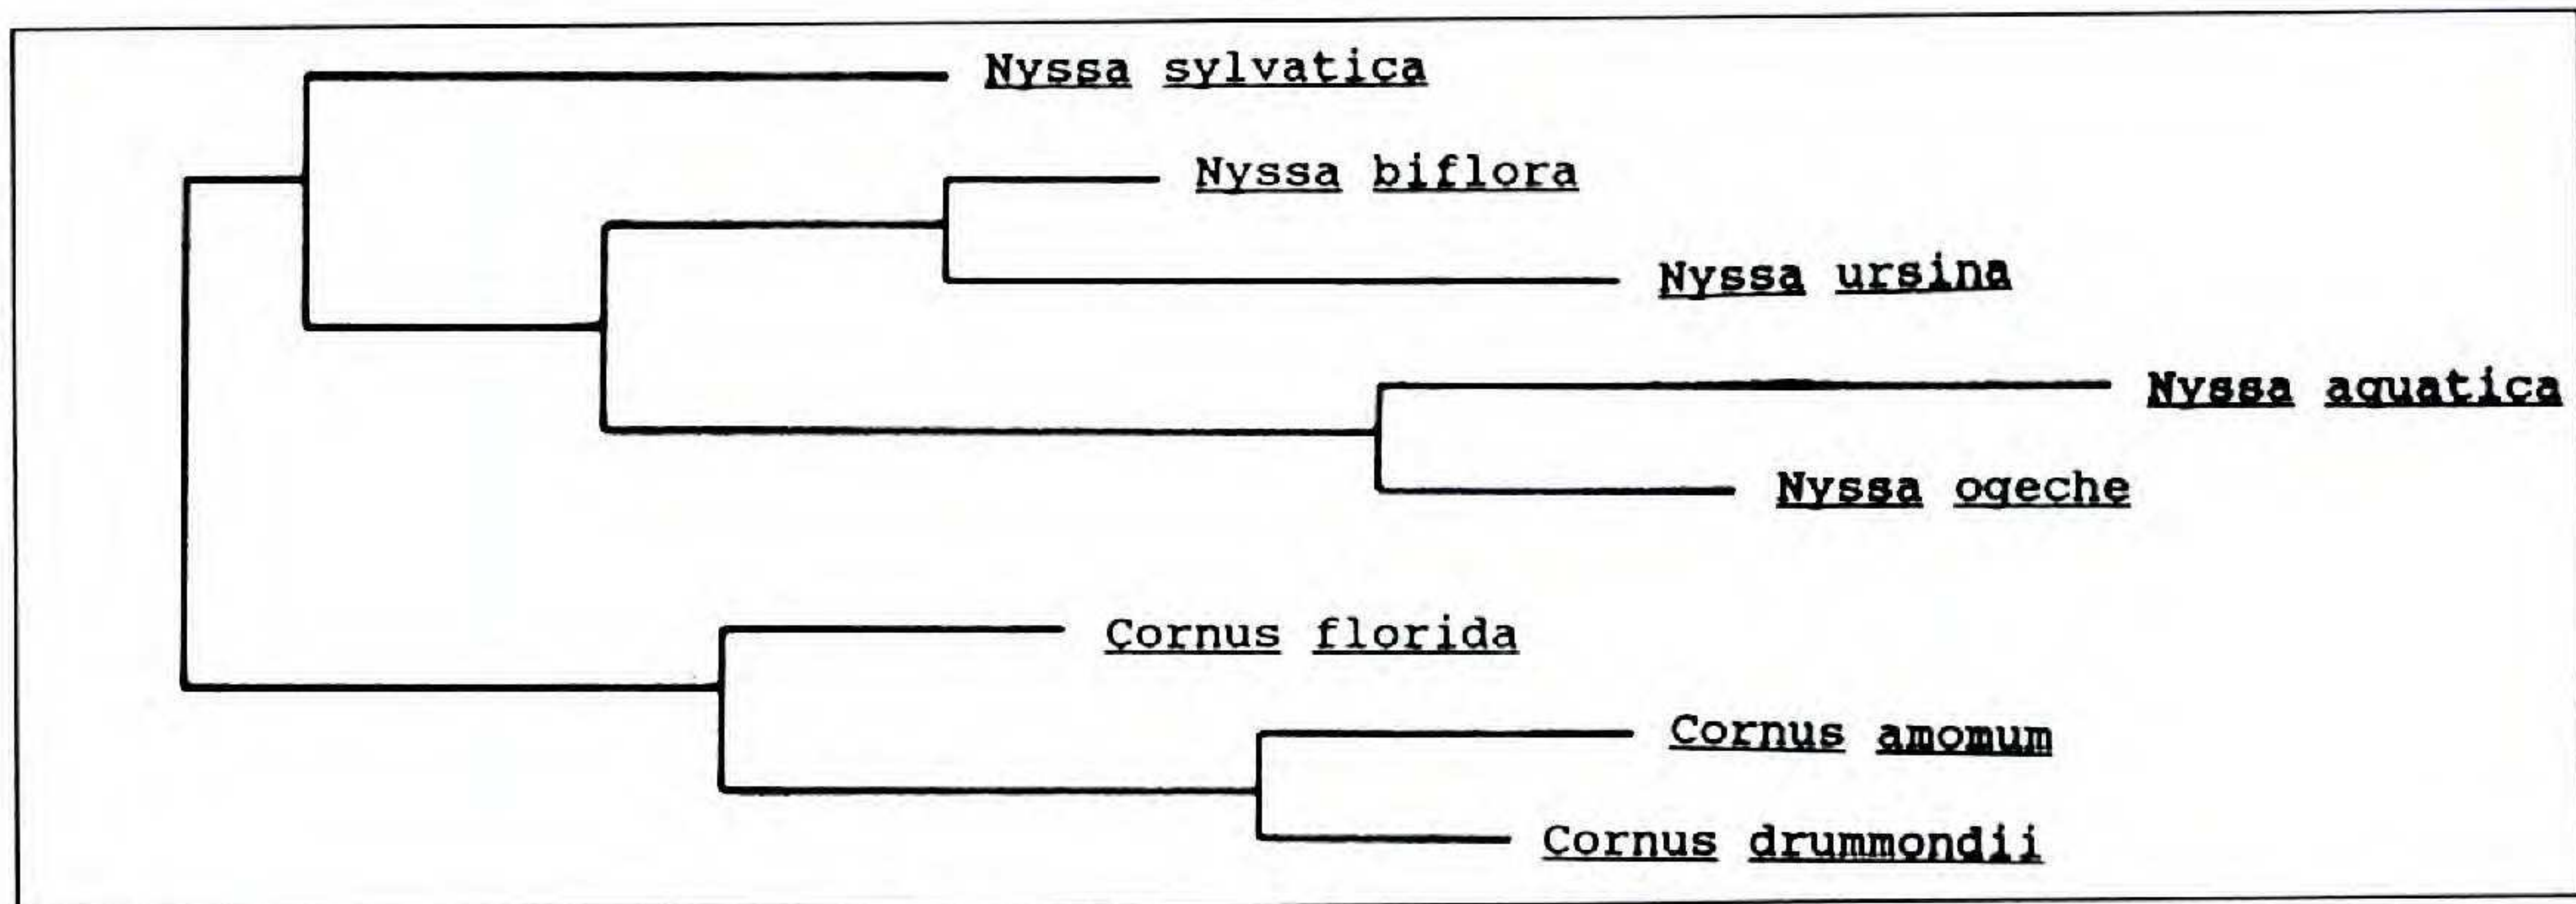 Nyssa sylvatica
Nyssa biflora
Nyssa ursina
Nyssa aquatica
Nyssa ogeche
Cornus florida
Cornus amomum
Cornus drummondii